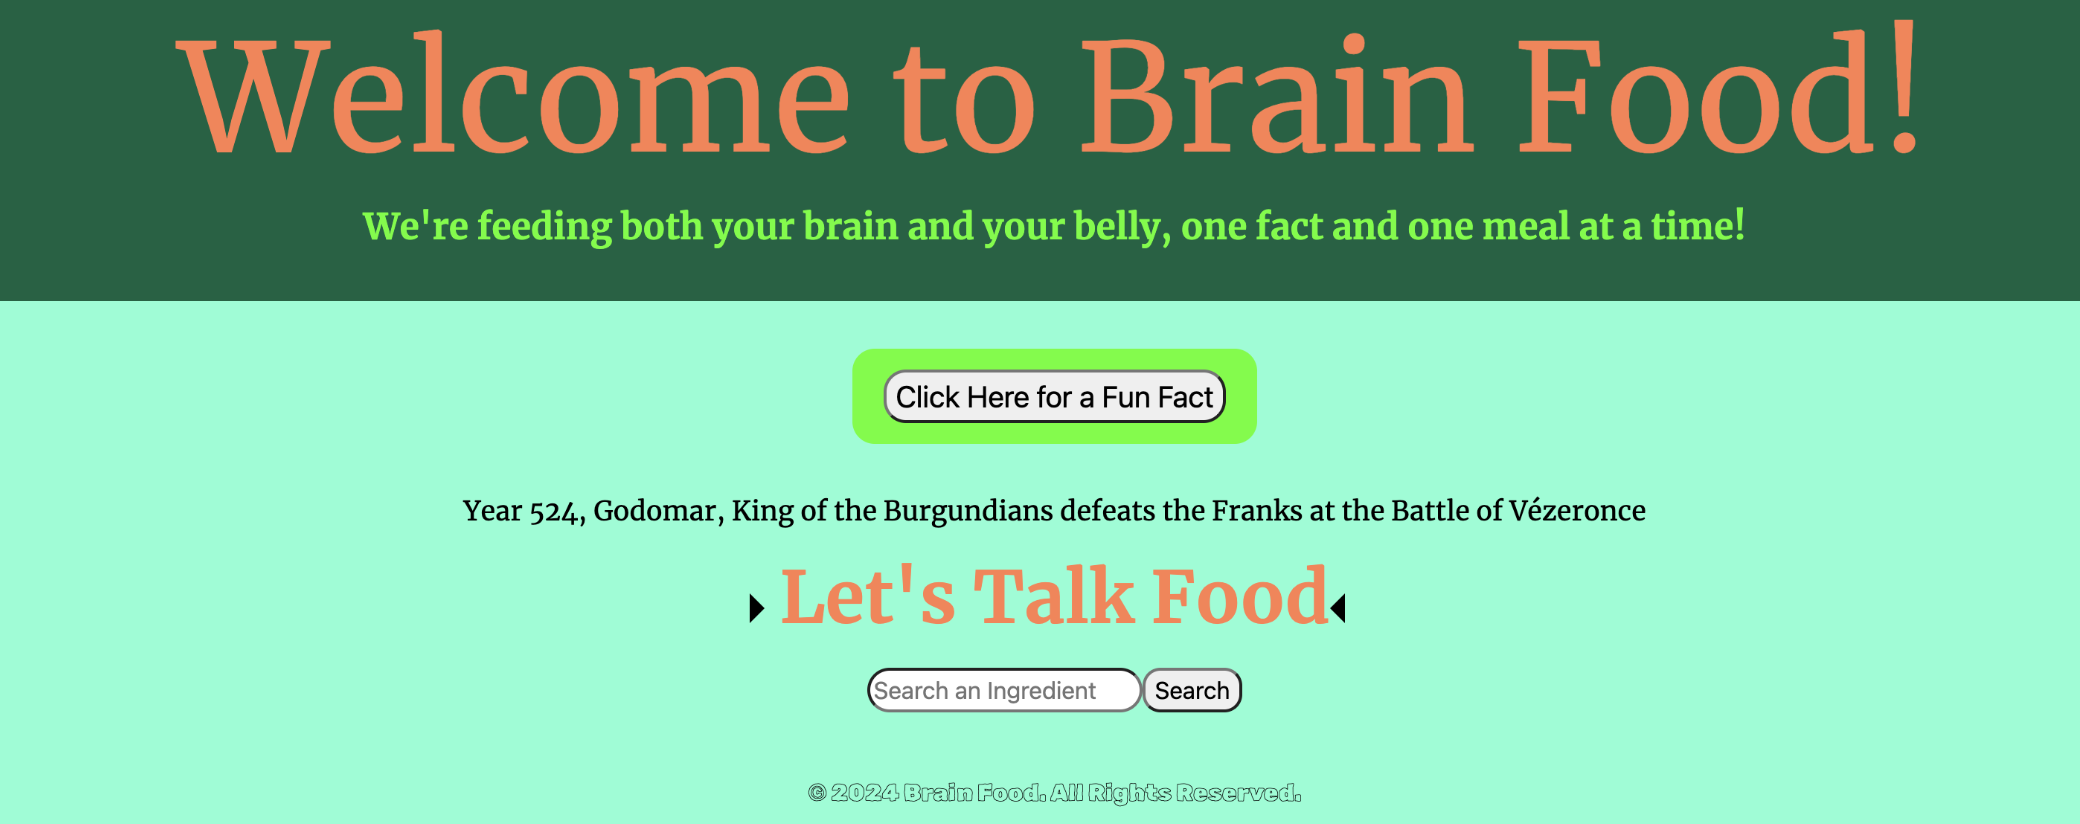 Welcome to Brain Food!
We're feeding both your brain and your belly, one fact and one meal at a time!
Click Here for a Fun Fact
Year 524, Godomar, King of the Burgundians defeats the Franks at the Battle of Vézeronce
Let's Talk Food
Search an Ingredient Search
© 2024 Brain Food. All Rights Reserved.